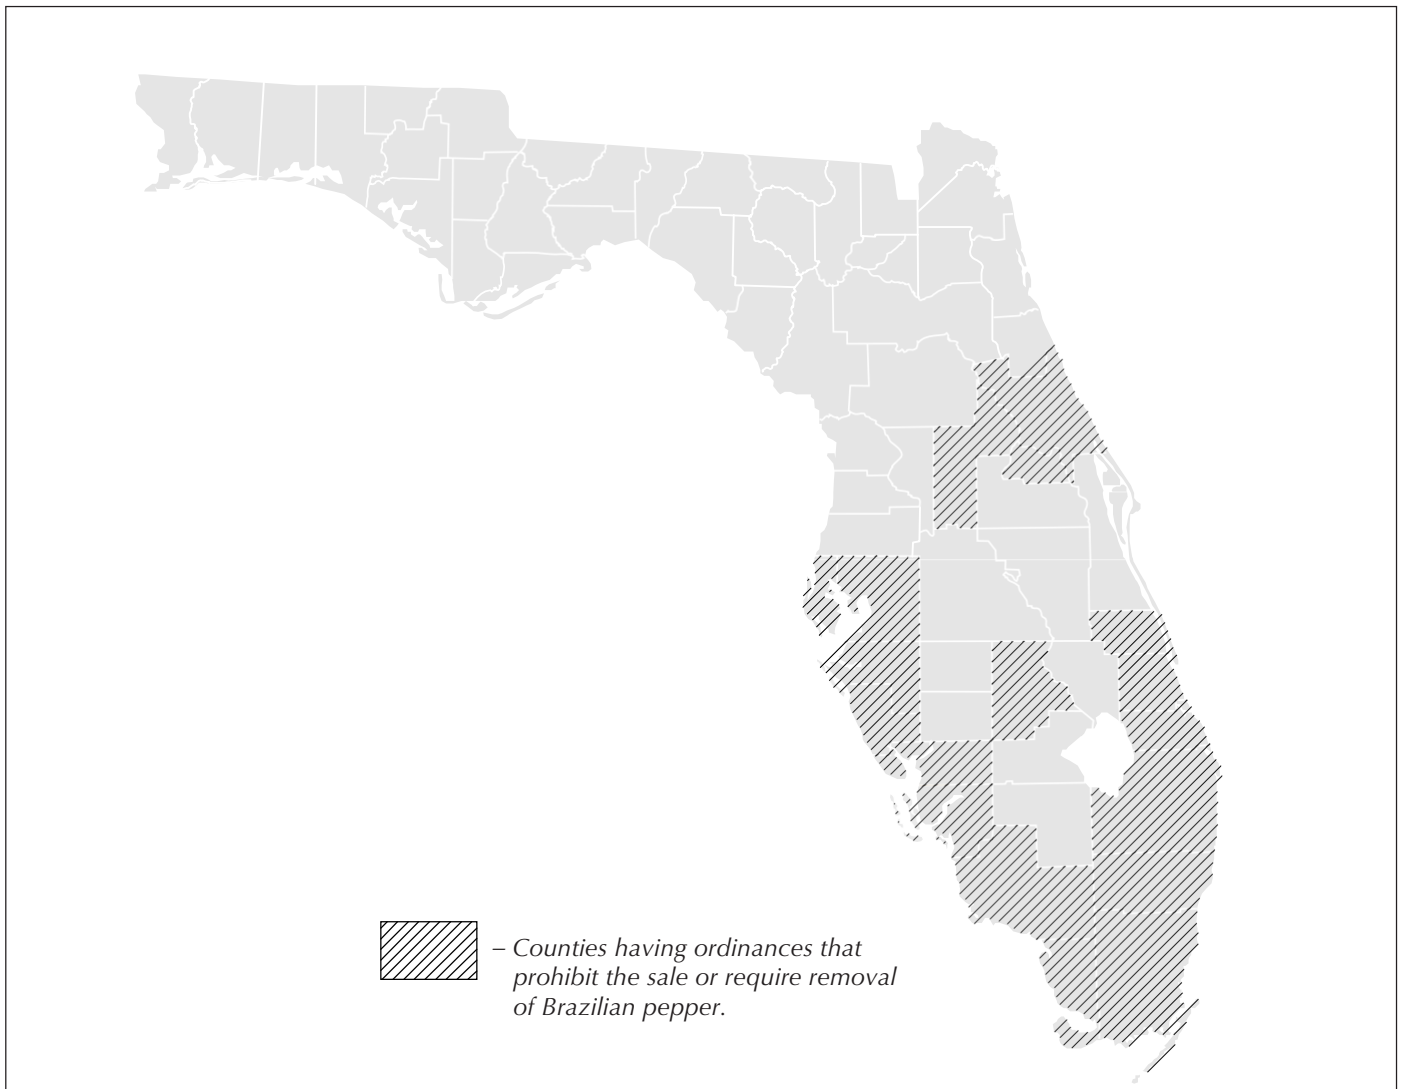 – Counties having ordinances that
prohibit the sale or require removal
of Brazilian pepper.